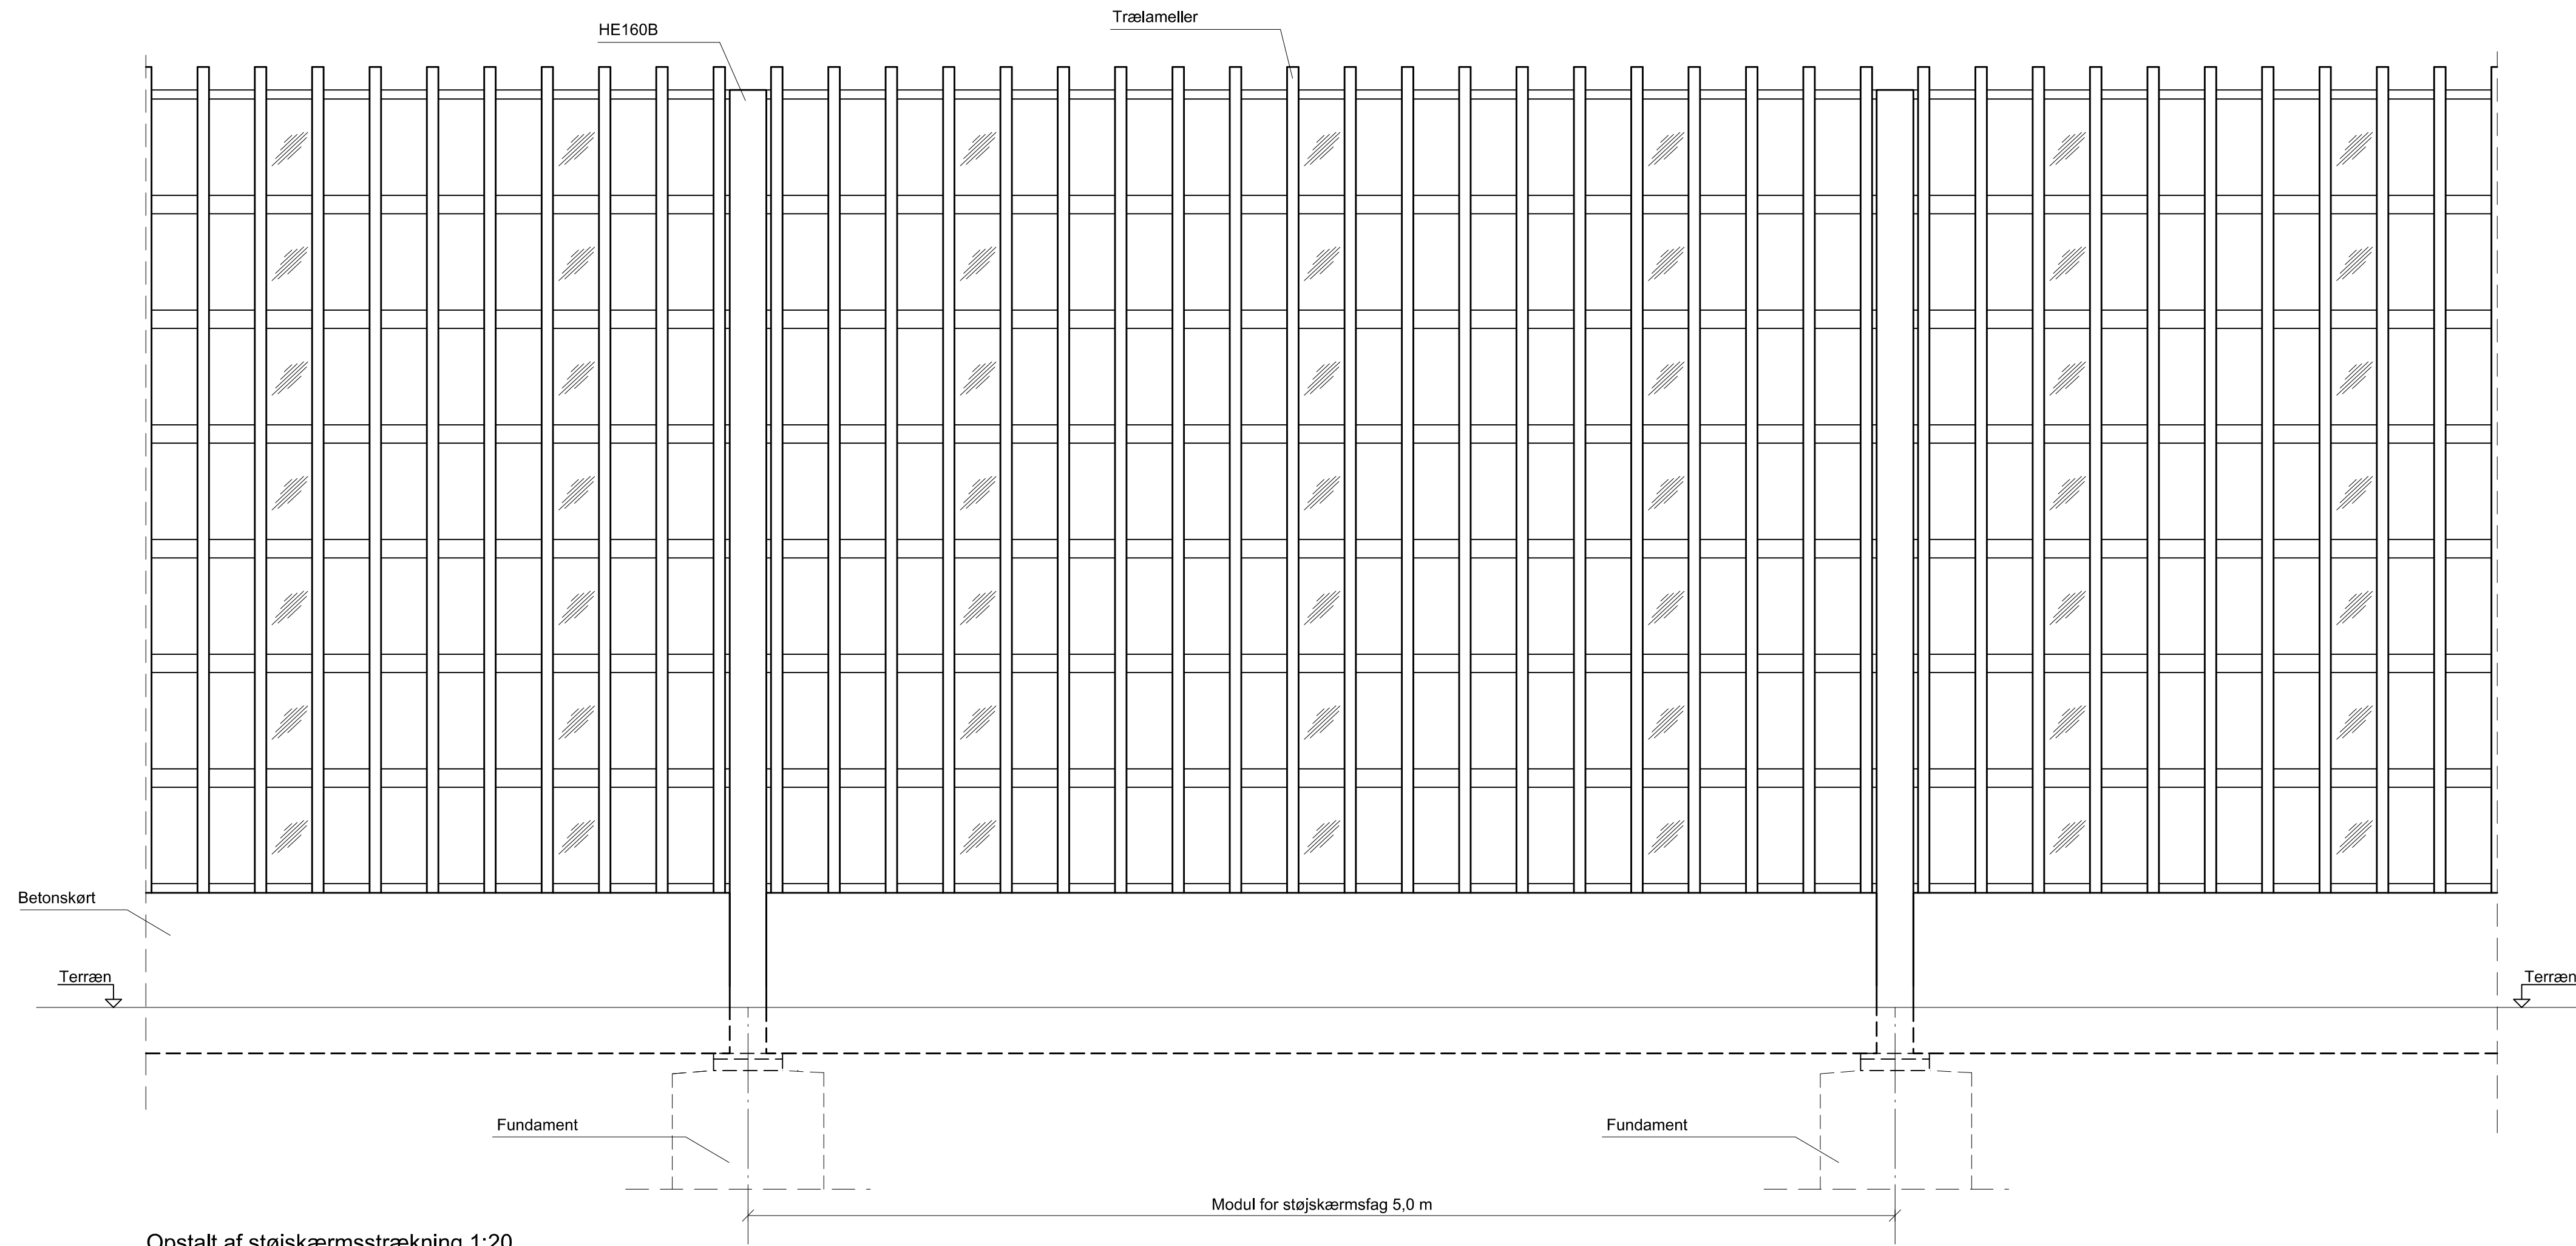 Trælameller
HE160B
Betonskørt
Terræn
Terræn
Fundament
Fundament
Modul for støjskærmsfag 5,0 m
Opstalt af støjskærmsstrækning 1:20